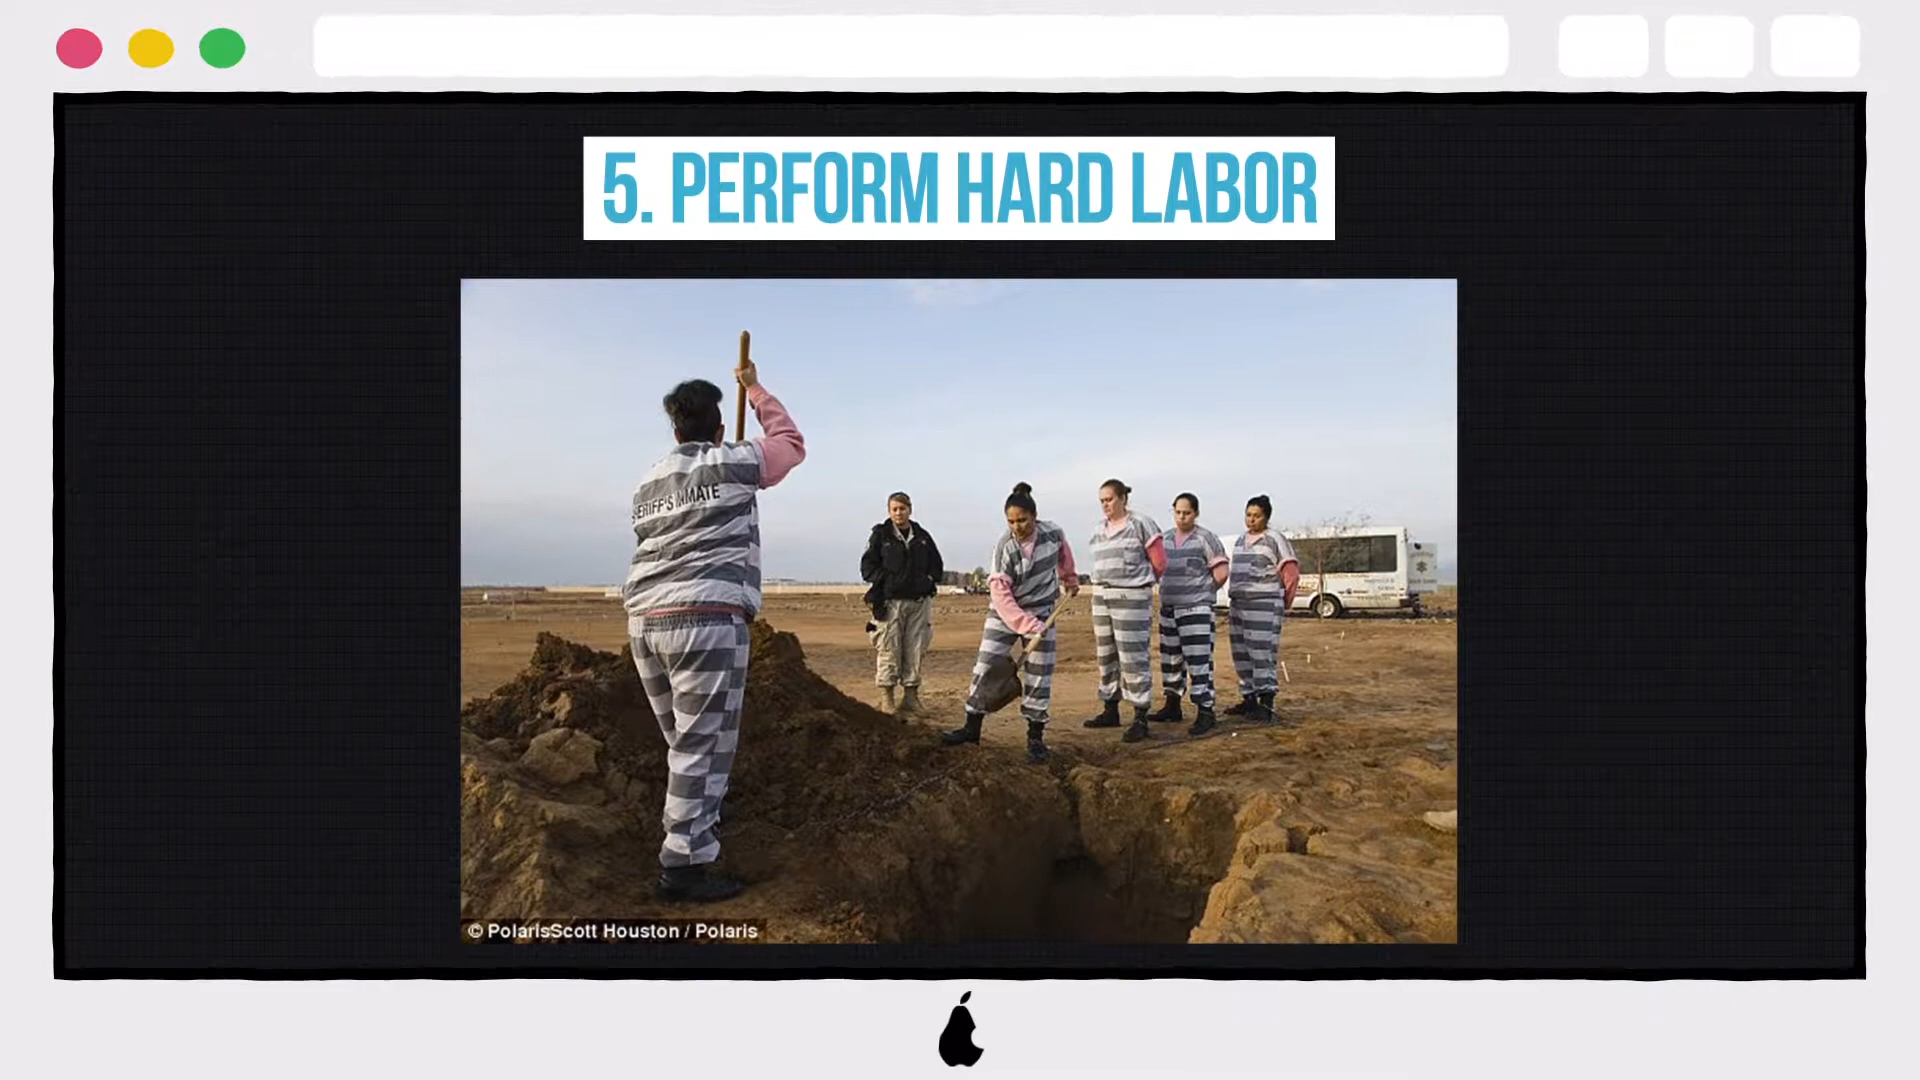 5. PERFORM HARD LABOR
SHERIFF'S INMATE
© PolarisScott Houston / Polaris